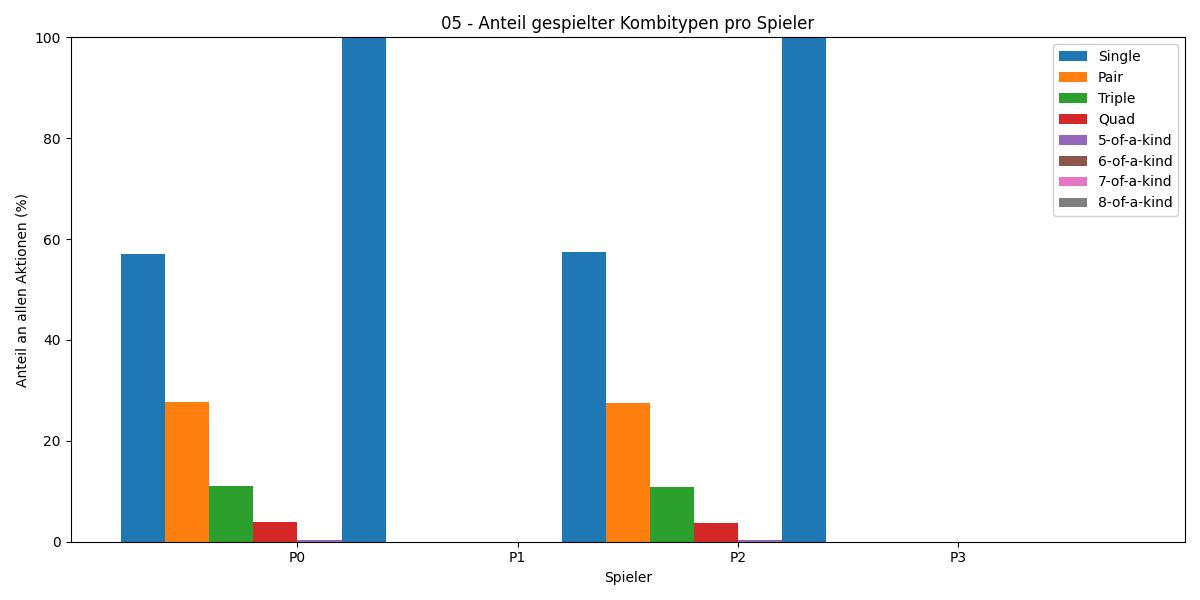 05 - Anteil gespielter Kombitypen pro Spieler
100
80
60
40
20
0
Anteil an allen Aktionen (%)
Single
Pair
Triple
Quad
5-of-a-kind
6-of-a-kind
7-of-a-kind
8-of-a-kind
P0 P1 P2 P3
Spieler